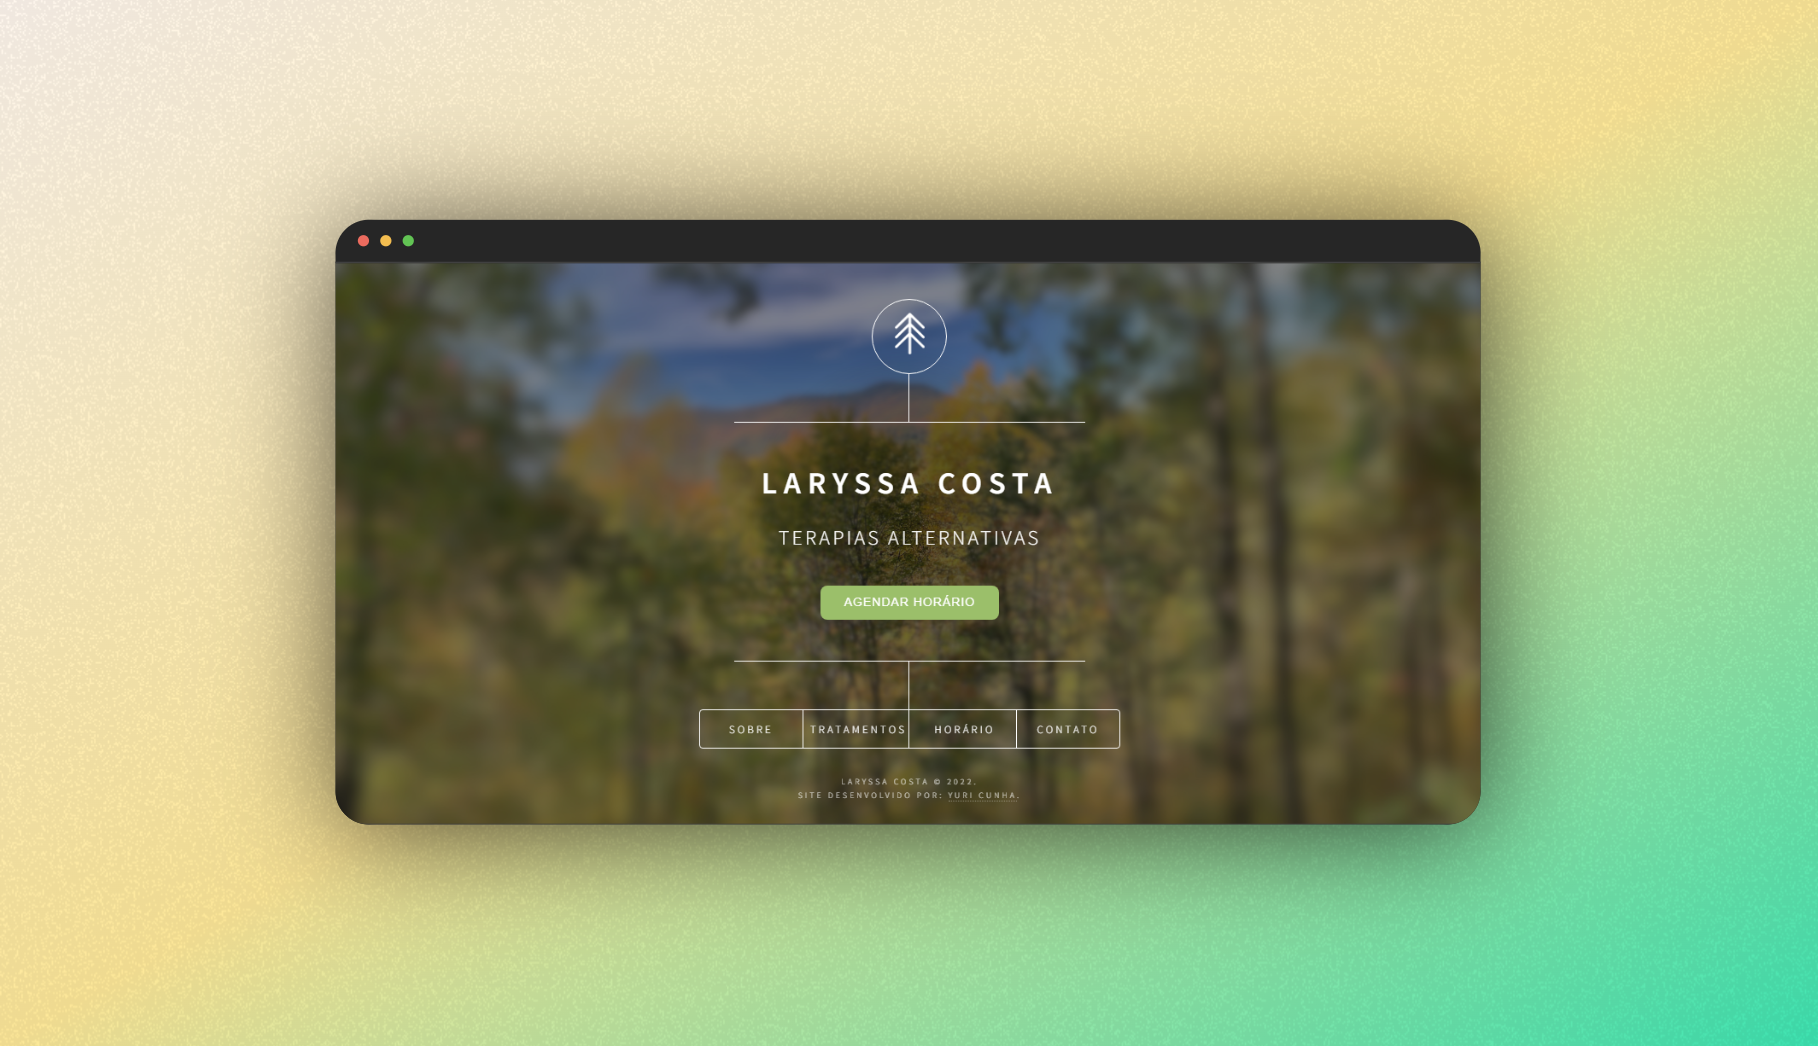 LARYSSA COSTA
TERAPIAS ALTERNATIVAS
AGENDAR HORÁRIO
SOBRE TRATAMENTOS HORÁRIO CONTATO
LARYSSA COSTA © 2022.
SITE DESENVOLVIDO POR: YURI CUNHA.